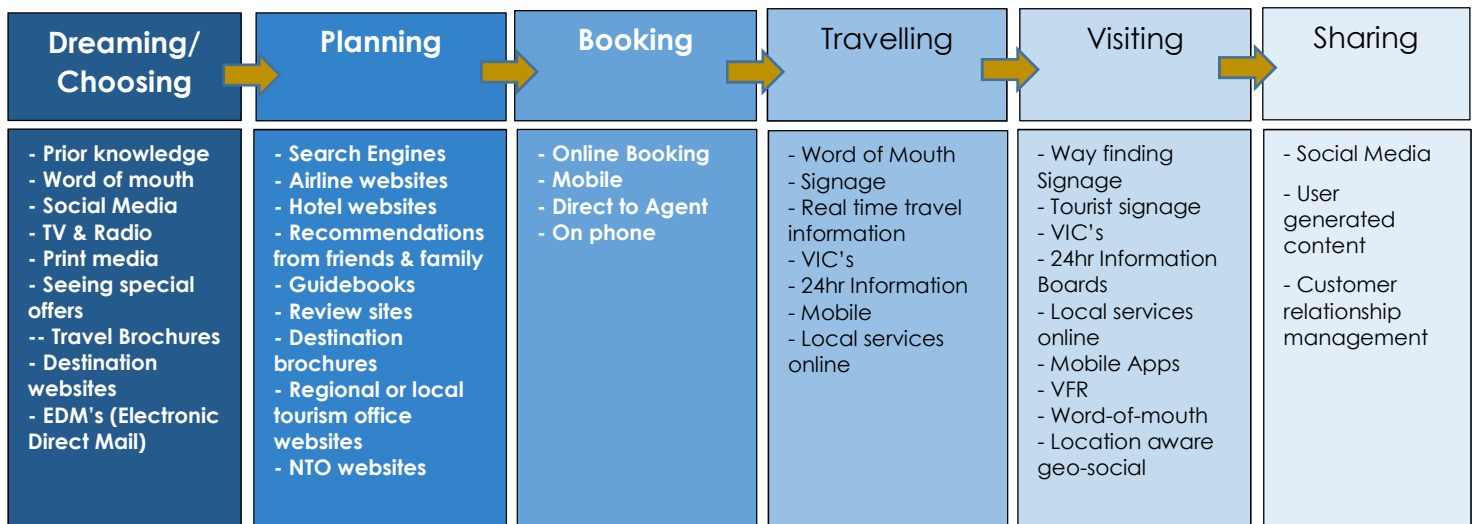 Dreaming/
Choosing
Planning
Booking
Travelling
Visiting
Sharing
- Prior knowledge
- Word of mouth
- Social Media
- TV & Radio
- Print media
- Seeing special
offers
-- Travel Brochures
- Destination
websites
- EDM's (Electronic
Direct Mail)
- Search Engines
- Airline websites
- Hotel websites
- Recommendations
from friends & family
- Guidebooks
- Review sites
- Destination
brochures
- Regional or local
tourism office
websites
- NTO websites
- Online Booking
- Mobile
- Direct to Agent
- On phone
- Word of Mouth
- Signage
- Real time travel
information
- VIC's
- 24hr Information
- Mobile
- Local services
online
- Way finding
Signage
- Tourist signage
- VIC's
- 24hr Information
Boards
- Local services
online
- Mobile Apps
- VFR
- Word-of-mouth
- Location aware
geo-social
- Social Media
- User
generated
content
- Customer
relationship
management